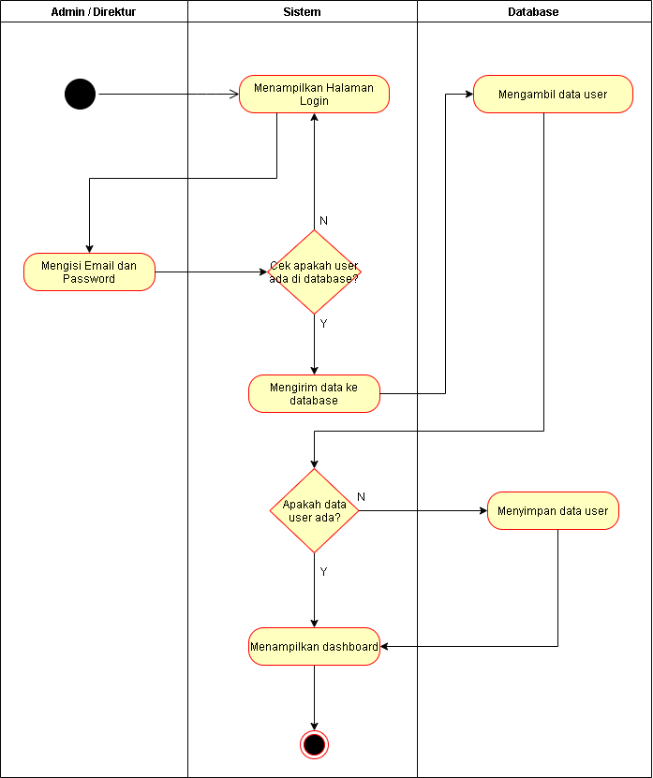 Admin / Direktur
Sistem
Database
Menampilkan Halaman
Login
Mengambil data user
N
Mengisi Email dan
Password
Cek apakah user
ada di database?
Y
Mengirim data ke
database
Apakah data
user ada?
N
Menyimpan data user
Y
Menampilkan dashboard